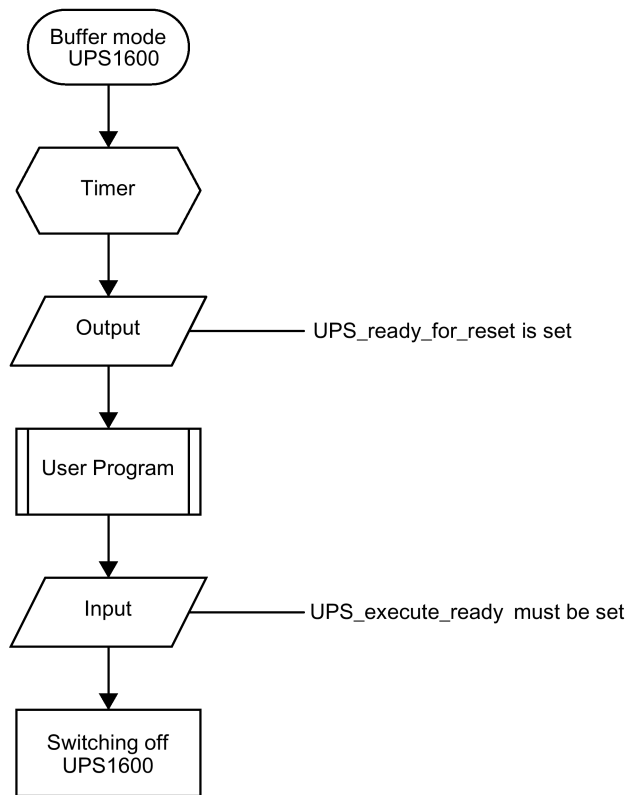 Buffer mode
UPS1600
Timer
Output
UPS_ready_for_reset is set
User Program
Input
UPS_execute_ready must be set
Switching off
UPS1600